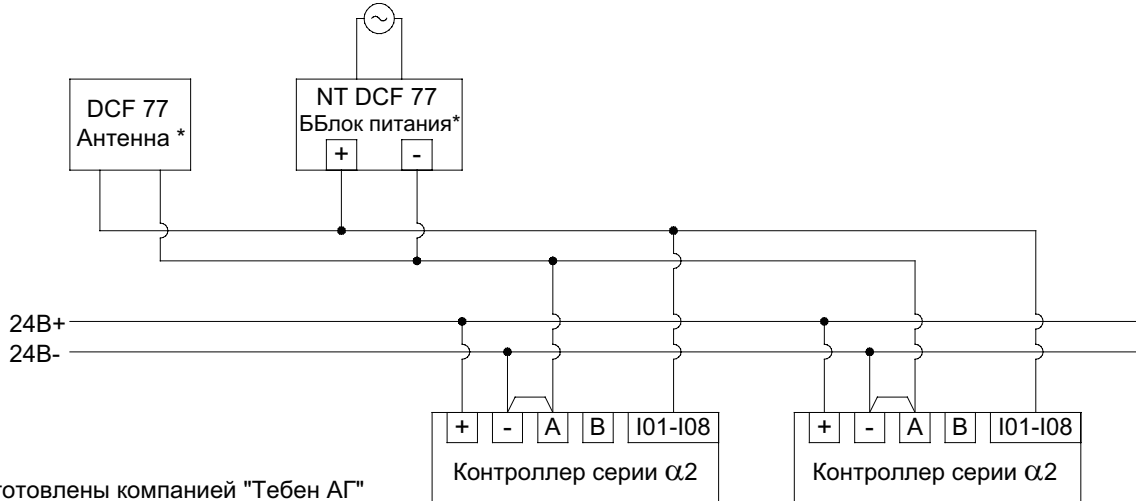 DCF 77
Антенна *
NT DCF 77
ББлок питания*
+ -
24В+
24В-
+ - A B I01-I08
Контроллер серии α2
+ - A B I01-I08
Контроллер серии α2
готовлены компанией "Тебен АГ"